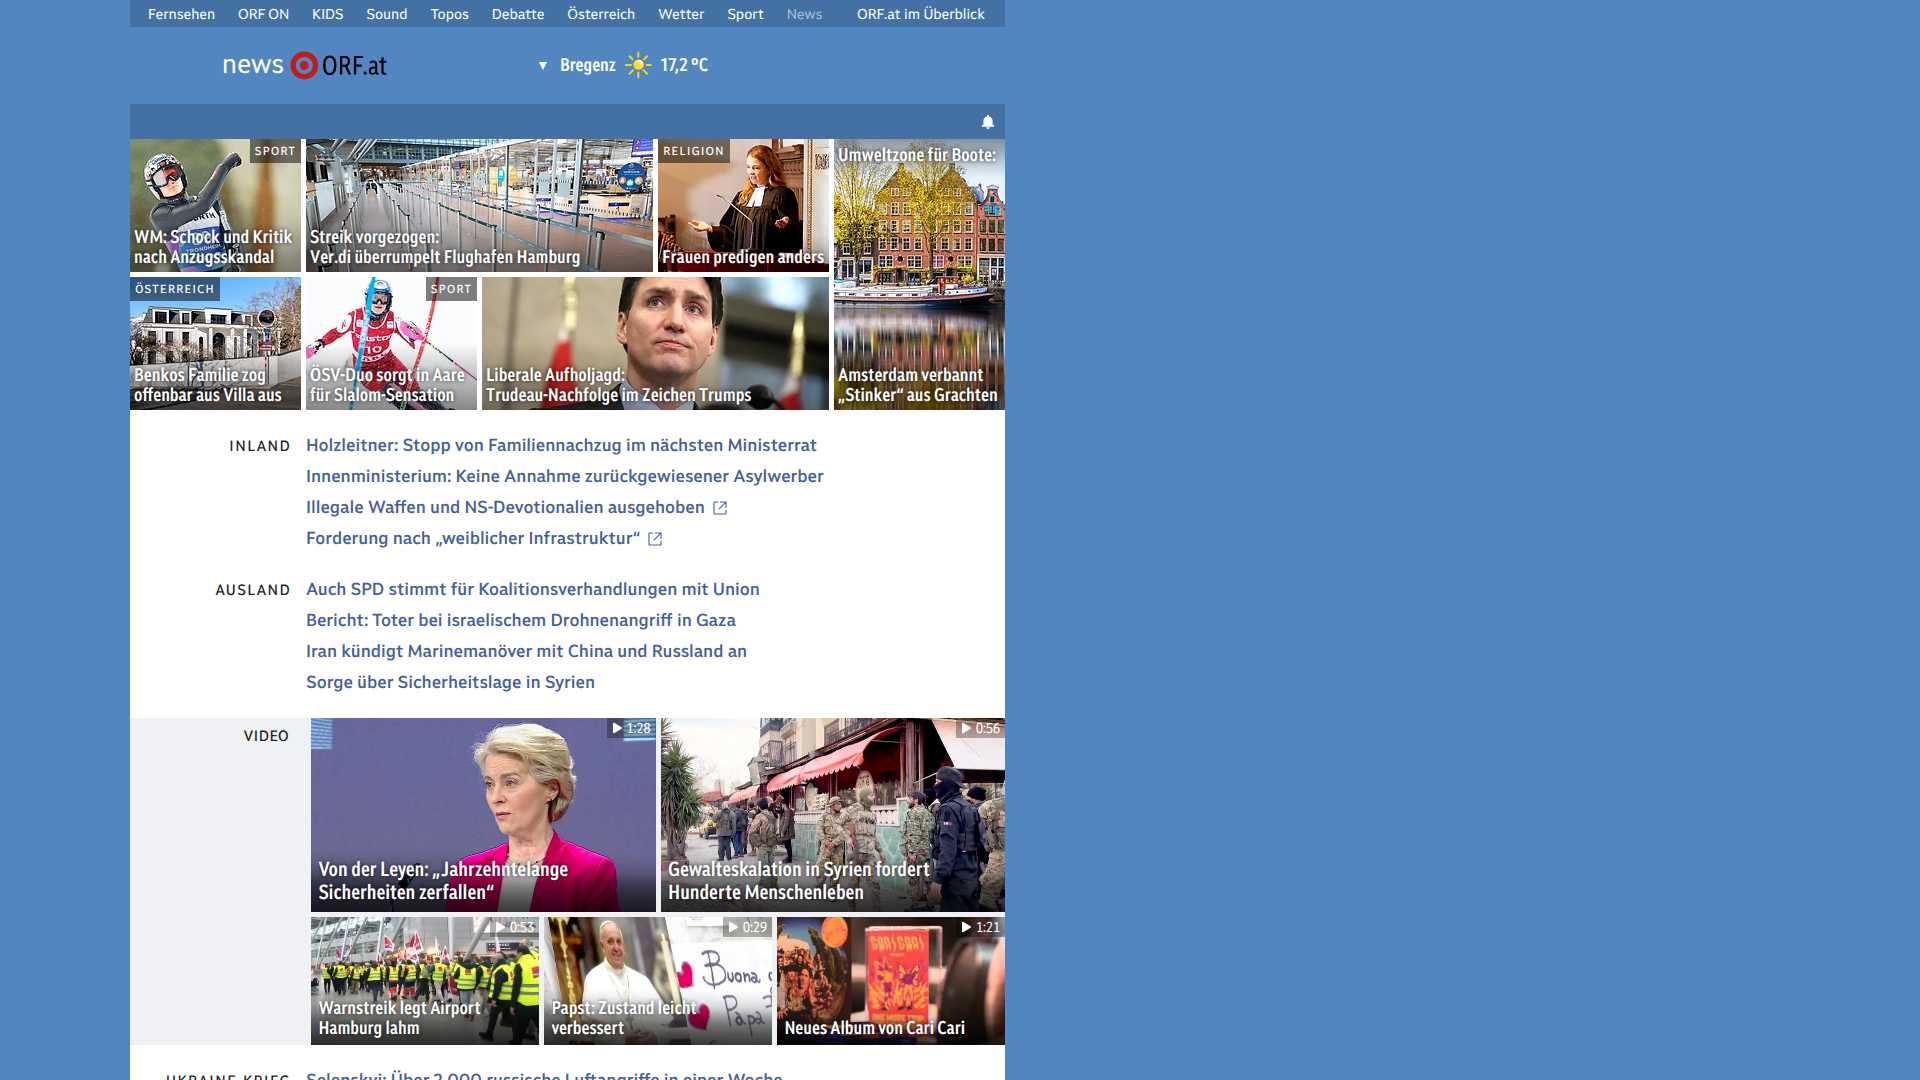 Fernsehen ORF ON KIDS Sound Topos Debatte Österreich Wetter Sport News ORF.at im Überblick
news ORF.at
Bregenz 17,2 °C
SPORT
WM: Schock und Kritik
nach Anzugsskandal
Streik vorgezogen:
Ver.di überrumpelt Flughafen Hamburg
RELIGION
Frauen predigen anders
Umweltzone für Boote:
Amsterdam verbannt
„Stinker“ aus Grachten
ÖSTERREICH
Benkos Familie zog
offenbar aus Villa aus
SPORT
ÖSV-Duo sorgt in Aare
für Slalom-Sensation
Liberale Aufholjagd:
Trudeau-Nachfolge im Zeichen Trumps
INLAND
Holzleitner: Stopp von Familiennachzug im nächsten Ministerrat
Innenministerium: Keine Annahme zurückgewiesener Asylwerber
Illegale Waffen und NS-Devotionalien ausgehoben
Forderung nach „weiblicher Infrastruktur“
AUSLAND
Auch SPD stimmt für Koalitionsverhandlungen mit Union
Bericht: Toter bei israelischem Drohnenangriff in Gaza
Iran kündigt Marinemanöver mit China und Russland an
Sorge über Sicherheitslage in Syrien
VIDEO
1:28
Von der Leyen: „Jahrzehntelange
Sicherheiten zerfallen“
0:56
Gewalteskalation in Syrien fordert
Hunderte Menschenleben
0:53
Warnstreik legt Airport
Hamburg lahm
0:29
Buona
Papa
Papst: Zustand leicht
verbessert
1:21
Neues Album von Cari Cari
UKRAINE-KRIEG
Selenskyj: Über 2.000 russische Luftangriffe in einer Woche